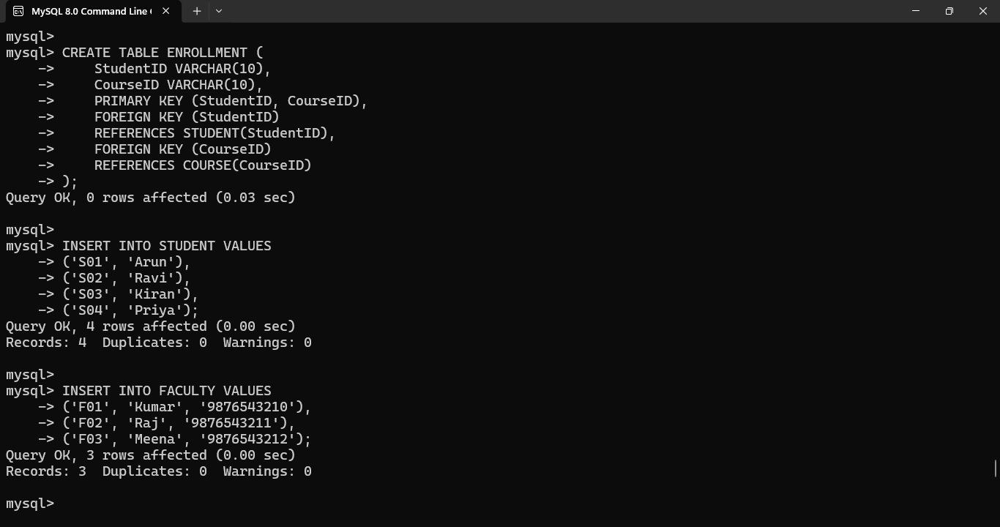 MySQL 8.0 Command Line
mysql>
mysql> CREATE TABLE ENROLLMENT (
    ->     StudentID VARCHAR(10),
    ->     CourseID VARCHAR(10),
    ->     PRIMARY KEY (StudentID, CourseID),
    ->     FOREIGN KEY (StudentID)
    ->     REFERENCES STUDENT(StudentID),
    ->     FOREIGN KEY (CourseID)
    ->     REFERENCES COURSE(CourseID)
    -> );
Query OK, 0 rows affected (0.03 sec)

mysql>
mysql> INSERT INTO STUDENT VALUES
    -> ('S01', 'Arun'),
    -> ('S02', 'Ravi'),
    -> ('S03', 'Kiran'),
    -> ('S04', 'Priya');
Query OK, 4 rows affected (0.00 sec)
Records: 4  Duplicates: 0  Warnings: 0

mysql>
mysql> INSERT INTO FACULTY VALUES
    -> ('F01', 'Kumar', '9876543210'),
    -> ('F02', 'Raj', '9876543211'),
    -> ('F03', 'Meena', '9876543212');
Query OK, 3 rows affected (0.00 sec)
Records: 3  Duplicates: 0  Warnings: 0

mysql>